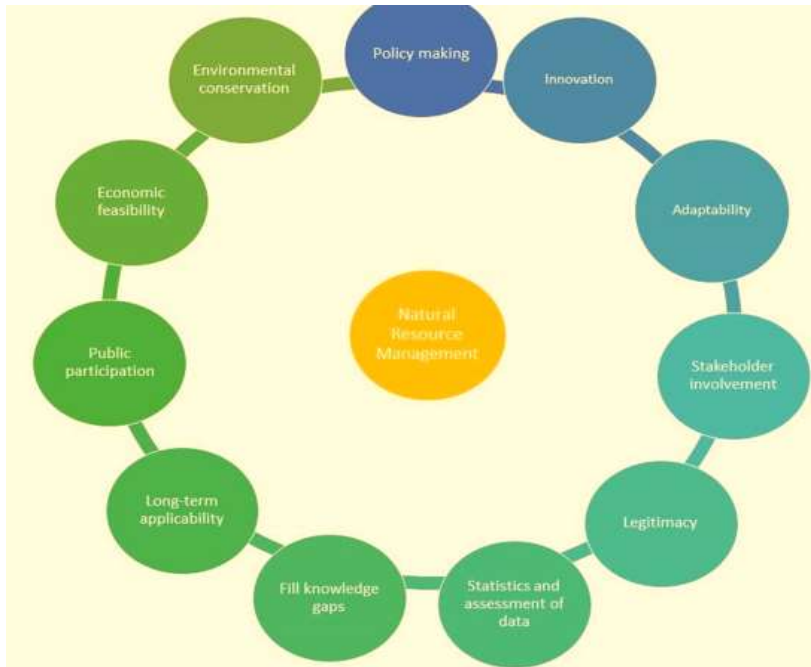 Policy making
Innovation
Adaptability
Stakeholder
involvement
Legitimacy
Statistics and
assessment of
data
Fill knowledge
gaps
Long-term
applicability
Public
participation
Economic
feasibility
Environmental
conservation
Natural
Resource
Management